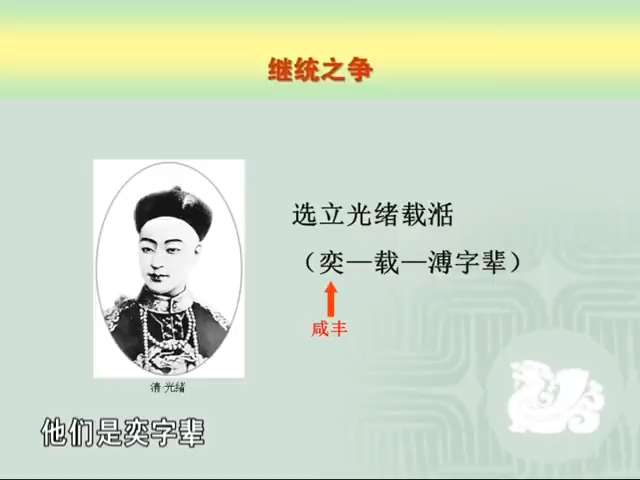 继统之争
选立光绪载湉
（奕—载—溥字辈）
咸丰
清·光绪
他们是奕字辈